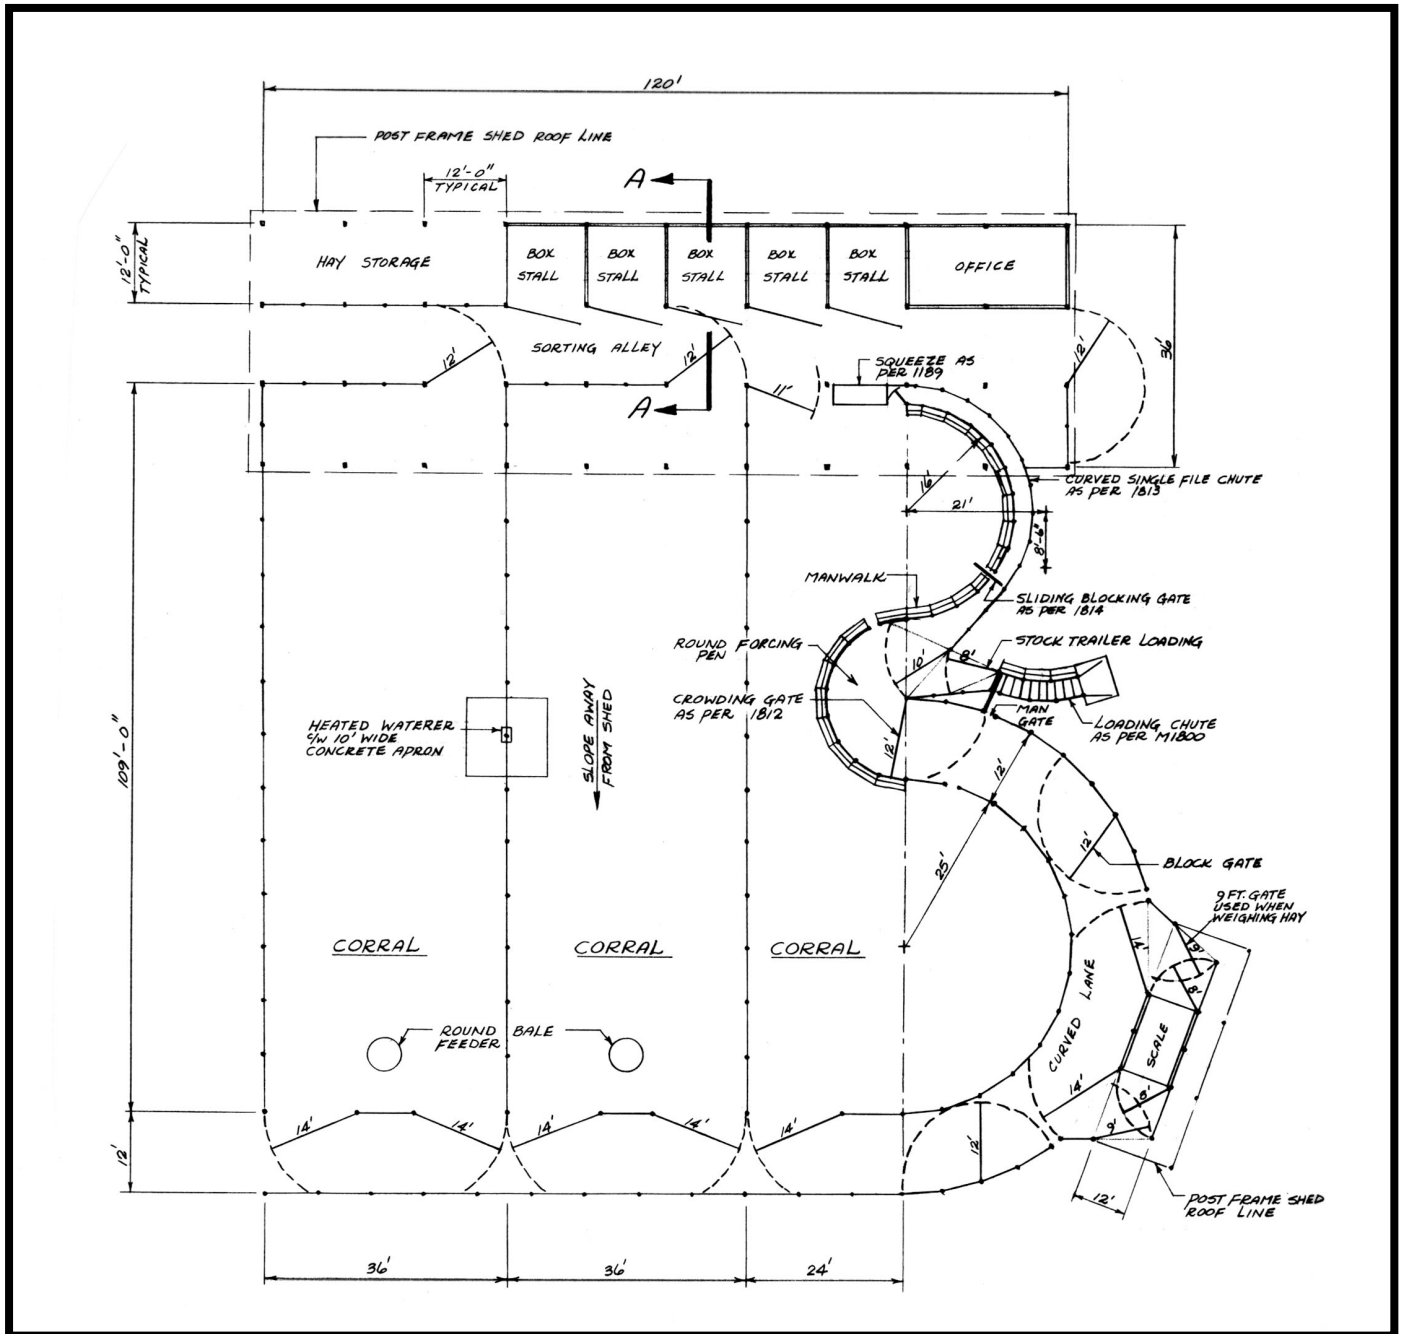 120'
POST FRAME SHED ROOF LINE
12'-0"
TYPICAL
A
12'-0"
TYPICAL
HAY STORAGE
BOX
STALL
BOX
STALL
BOX
STALL
BOX
STALL
BOX
STALL
OFFICE
36'
SORTING ALLEY
12'
12'
12'
11'
A
SQUEEZE AS
PER 1189
16'
CURVED SINGLE FILE CHUTE
AS PER 1813
21'
8'-6"
MANWALK
SLIDING BLOCKING GATE
AS PER 1814
ROUND FORCING
PEN
STOCK TRAILER LOADING
10'
8'
CROWDING GATE
AS PER 1812
MAN
GATE
LOADING CHUTE
AS PER M1800
HEATED WATERER
C/W 10' WIDE
CONCRETE APRON
SLOPE AWAY
FROM SHED
109'-0"
12'
12'
25'
12'
BLOCK GATE
9 FT. GATE
USED WHEN
WEIGHING HAY
CORRAL
CORRAL
CORRAL
14'
9'
8'
CURVED LANE
SCALE
ROUND BALE
FEEDER
14'
8'
9'
14'
14'
14'
14'
14'
12'
12'
12'
POST FRAME SHED
ROOF LINE
36'
36'
24'